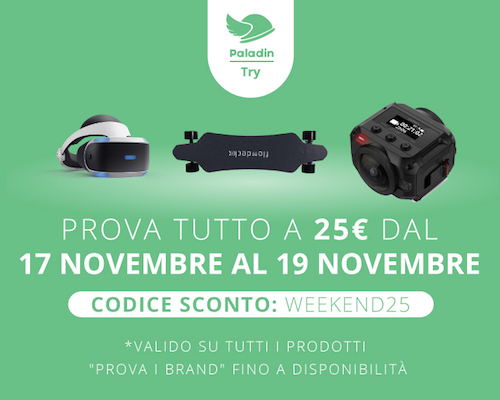 Paladin
Try
flowdeckit
PROVA TUTTO A 25€ DAL
17 NOVEMBRE AL 19 NOVEMBRE
CODICE SCONTO: WEEKEND25
*VALIDO SU TUTTI I PRODOTTI
"PROVA I BRAND" FINO A DISPONIBILITÀ